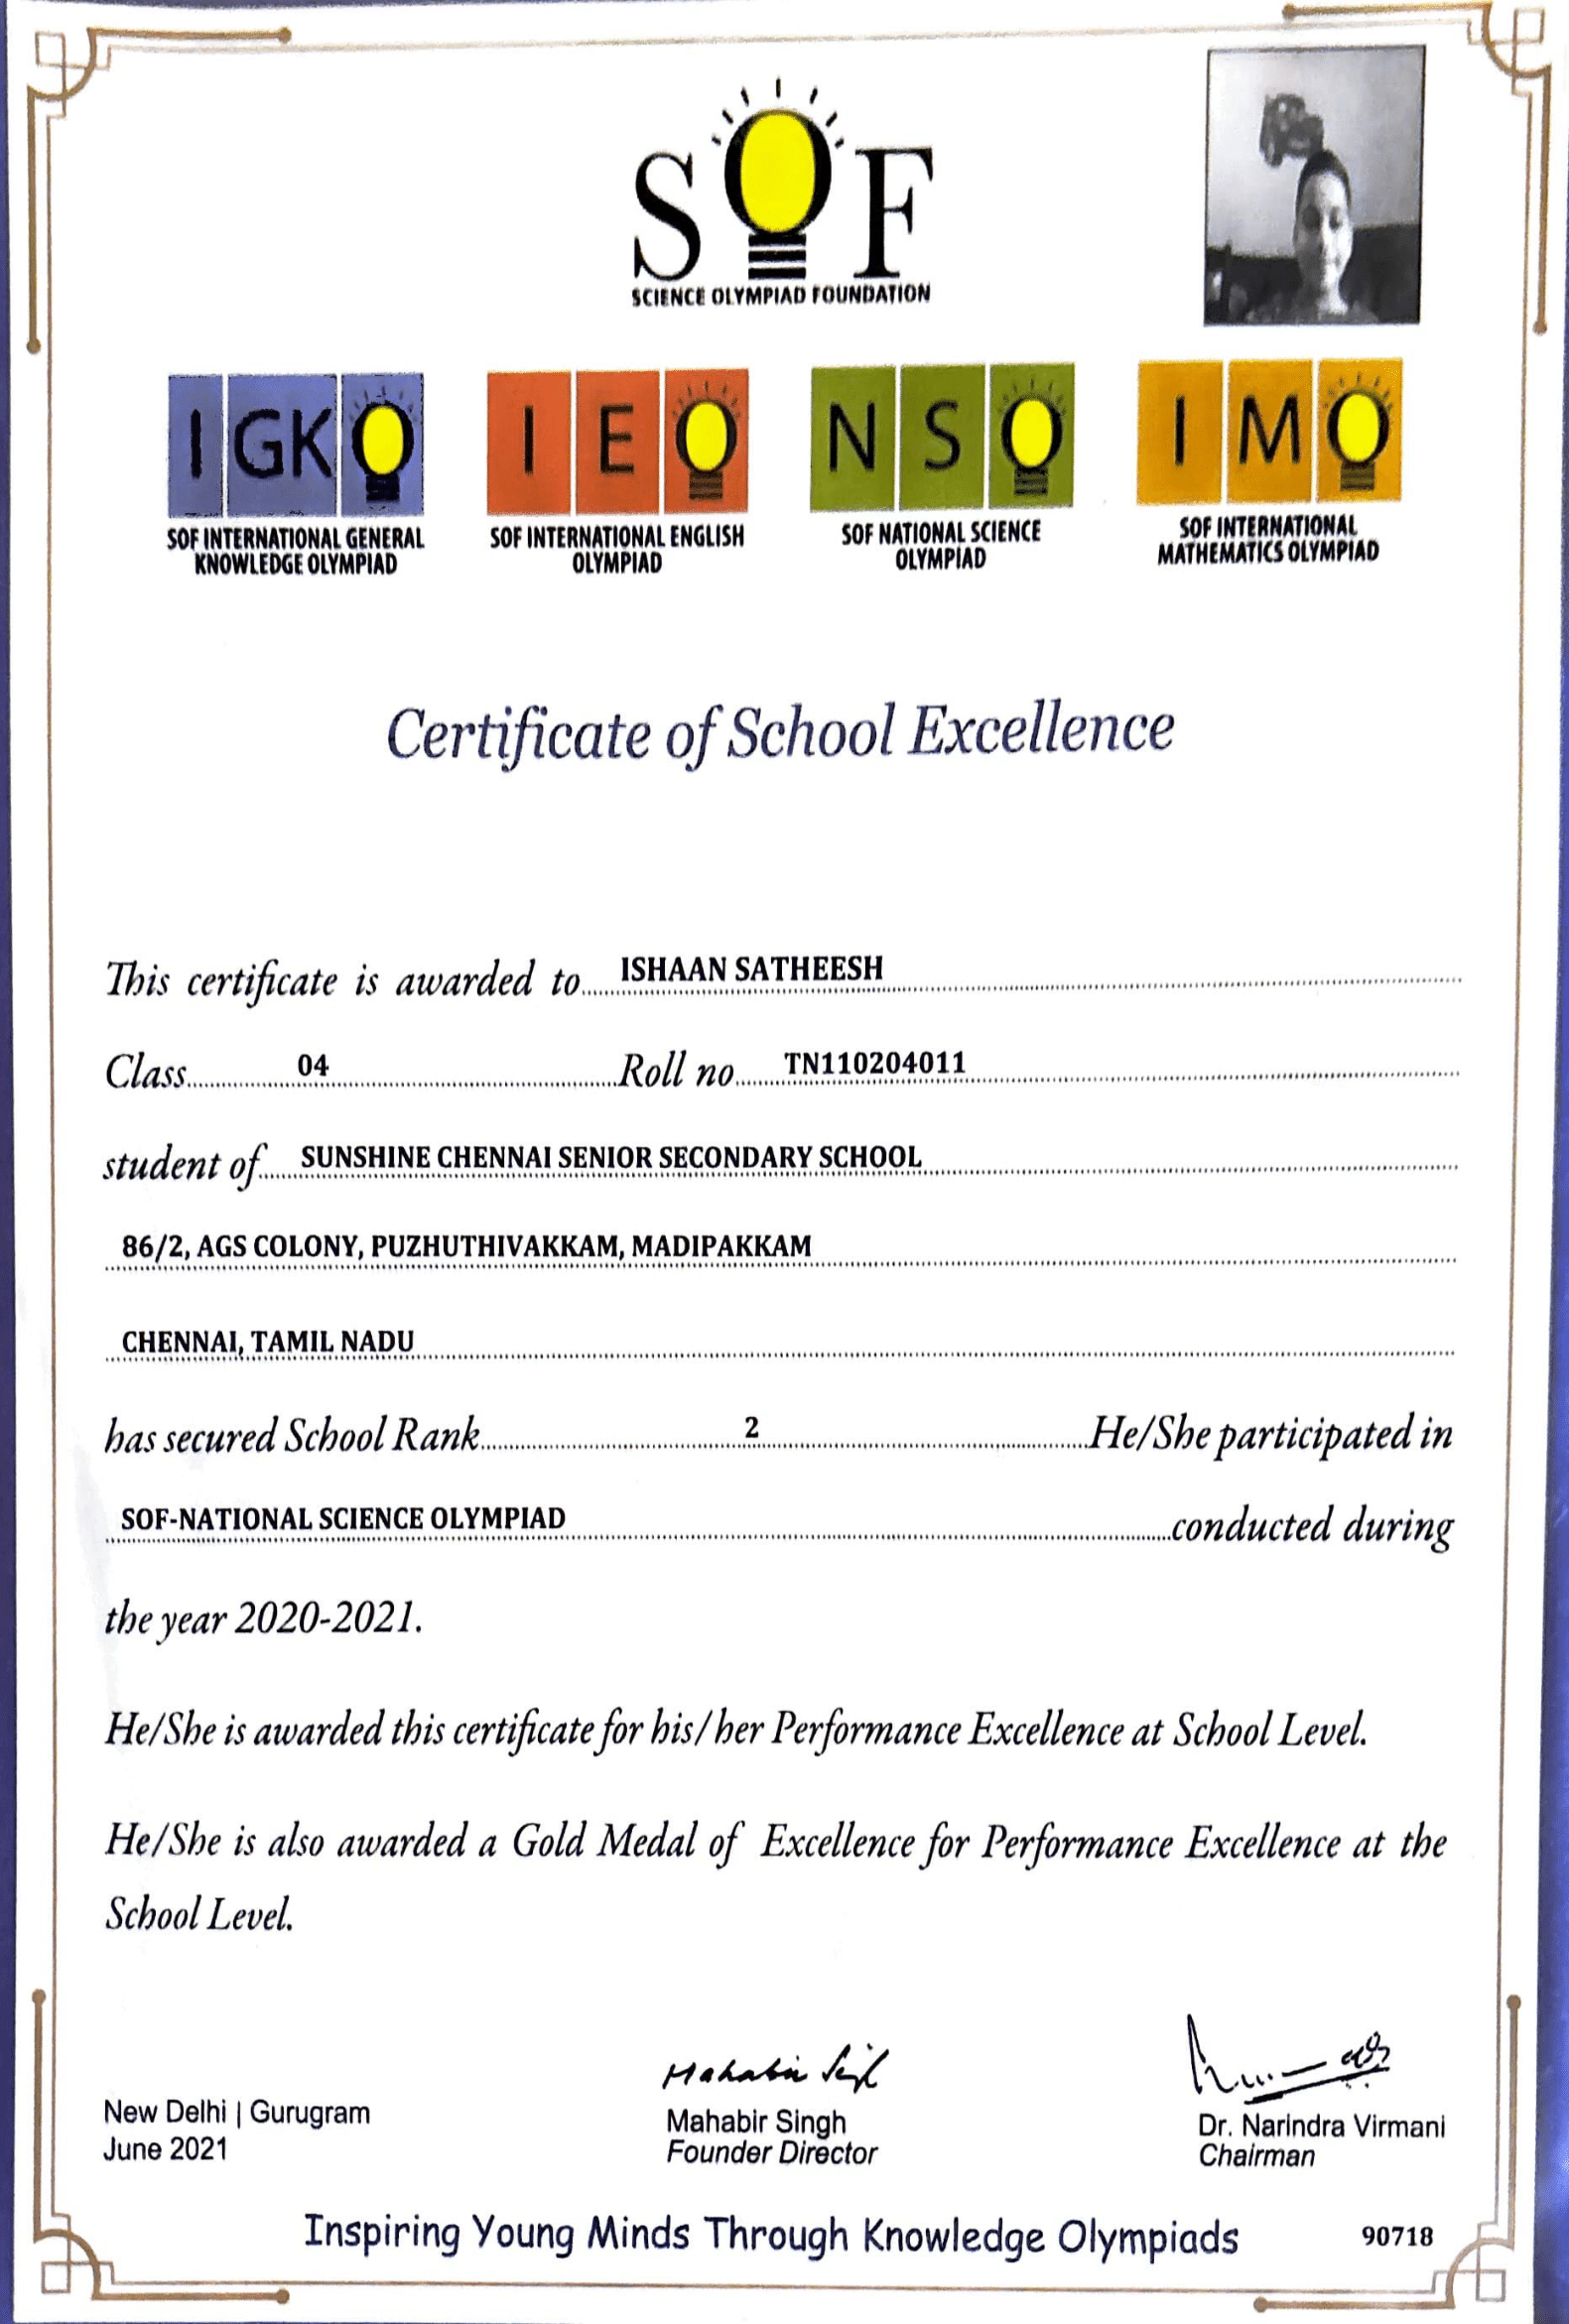 SOF
SCIENCE OLYMPIAD FOUNDATION
IGKO IEO NSO IMO
SOF INTERNATIONAL GENERAL
KNOWLEDGE OLYMPIAD
SOF INTERNATIONAL ENGLISH
OLYMPIAD
SOF NATIONAL SCIENCE
OLYMPIAD
SOF INTERNATIONAL
MATHEMATICS OLYMPIAD
Certificate of School Excellence
This certificate is awarded to ISHAAN SATHEESH
Class 04 Roll no TN110204011
student of SUNSHINE CHENNAI SENIOR SECONDARY SCHOOL
86/2, AGS COLONY, PUZHUTHIVAKKAM, MADIPAKKAM
CHENNAI, TAMIL NADU
has secured School Rank 2 He/She participated in
SOF-NATIONAL SCIENCE OLYMPIAD conducted during
the year 2020-2021.
He/She is awarded this certificate for his/her Performance Excellence at School Level.
He/She is also awarded a Gold Medal of Excellence for Performance Excellence at the
School Level.
New Delhi | Gurugram
June 2021
Mahabir Singh
Mahabir Singh
Founder Director
Dr. Narindra Virmani
Chairman
Inspiring Young Minds Through Knowledge Olympiads
90718